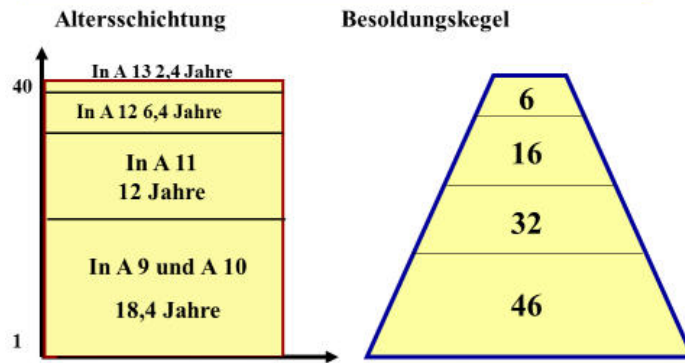 Altersschichtung
Besoldungskegel
40
In A 13 2,4 Jahre
In A 12 6,4 Jahre
In A 11
12 Jahre
In A 9 und A 10
18,4 Jahre
1
6
16
32
46